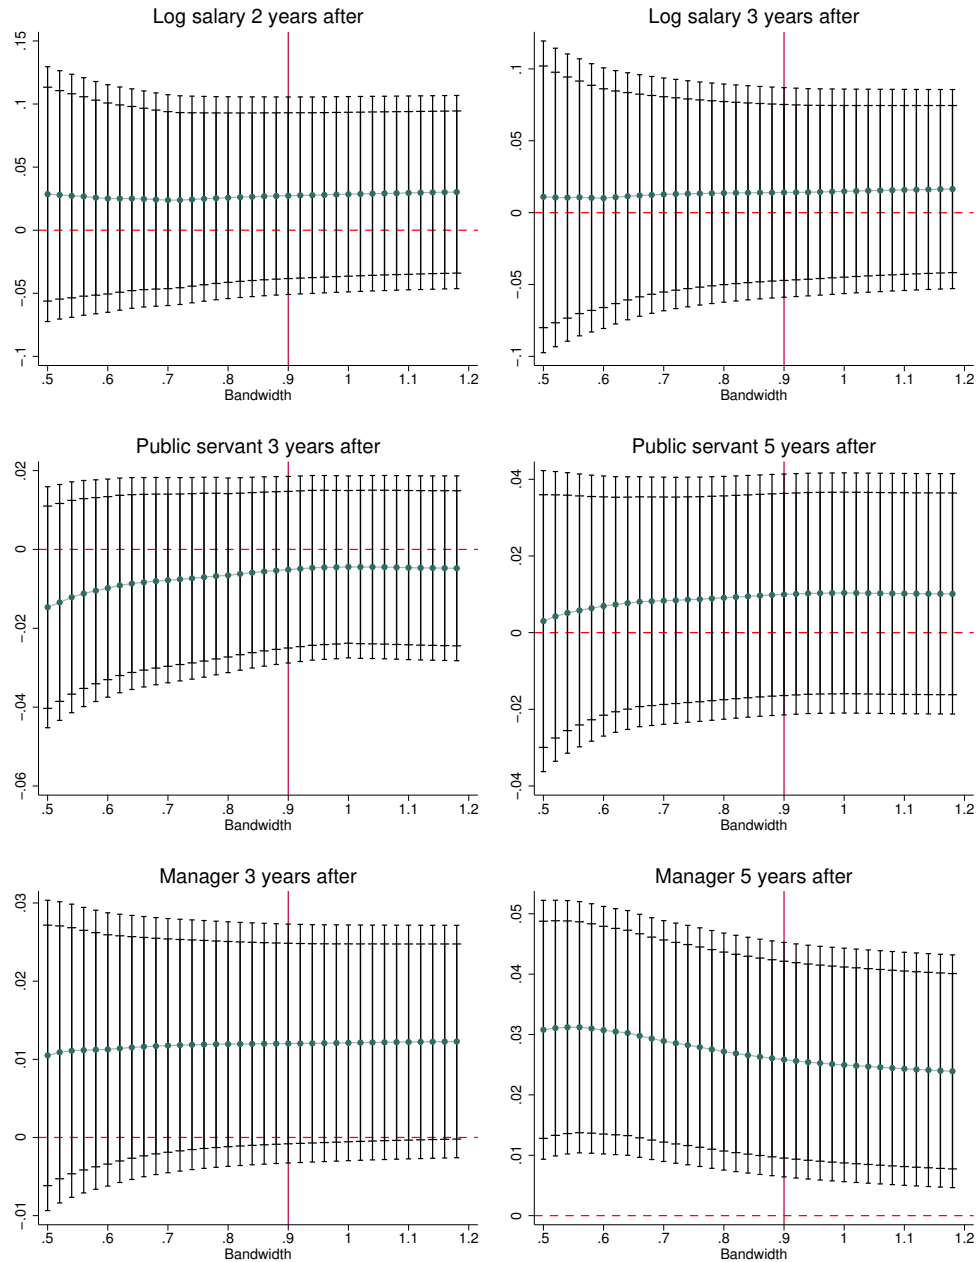 Log salary 2 years after
.15
.1
.05
0
-.05
-.1
.5 .6 .7 .8 .9 1 1.1 1.2
Bandwidth
Log salary 3 years after
.1
.05
0
-.05
-.1
.5 .6 .7 .8 .9 1 1.1 1.2
Bandwidth
Public servant 3 years after
.02
0
-.02
-.04
-.06
.5 .6 .7 .8 .9 1 1.1 1.2
Bandwidth
Public servant 5 years after
.04
.02
0
-.02
-.04
.5 .6 .7 .8 .9 1 1.1 1.2
Bandwidth
Manager 3 years after
.03
.02
.01
0
-.01
.5 .6 .7 .8 .9 1 1.1 1.2
Bandwidth
Manager 5 years after
.05
.04
.03
.02
.01
0
.5 .6 .7 .8 .9 1 1.1 1.2
Bandwidth